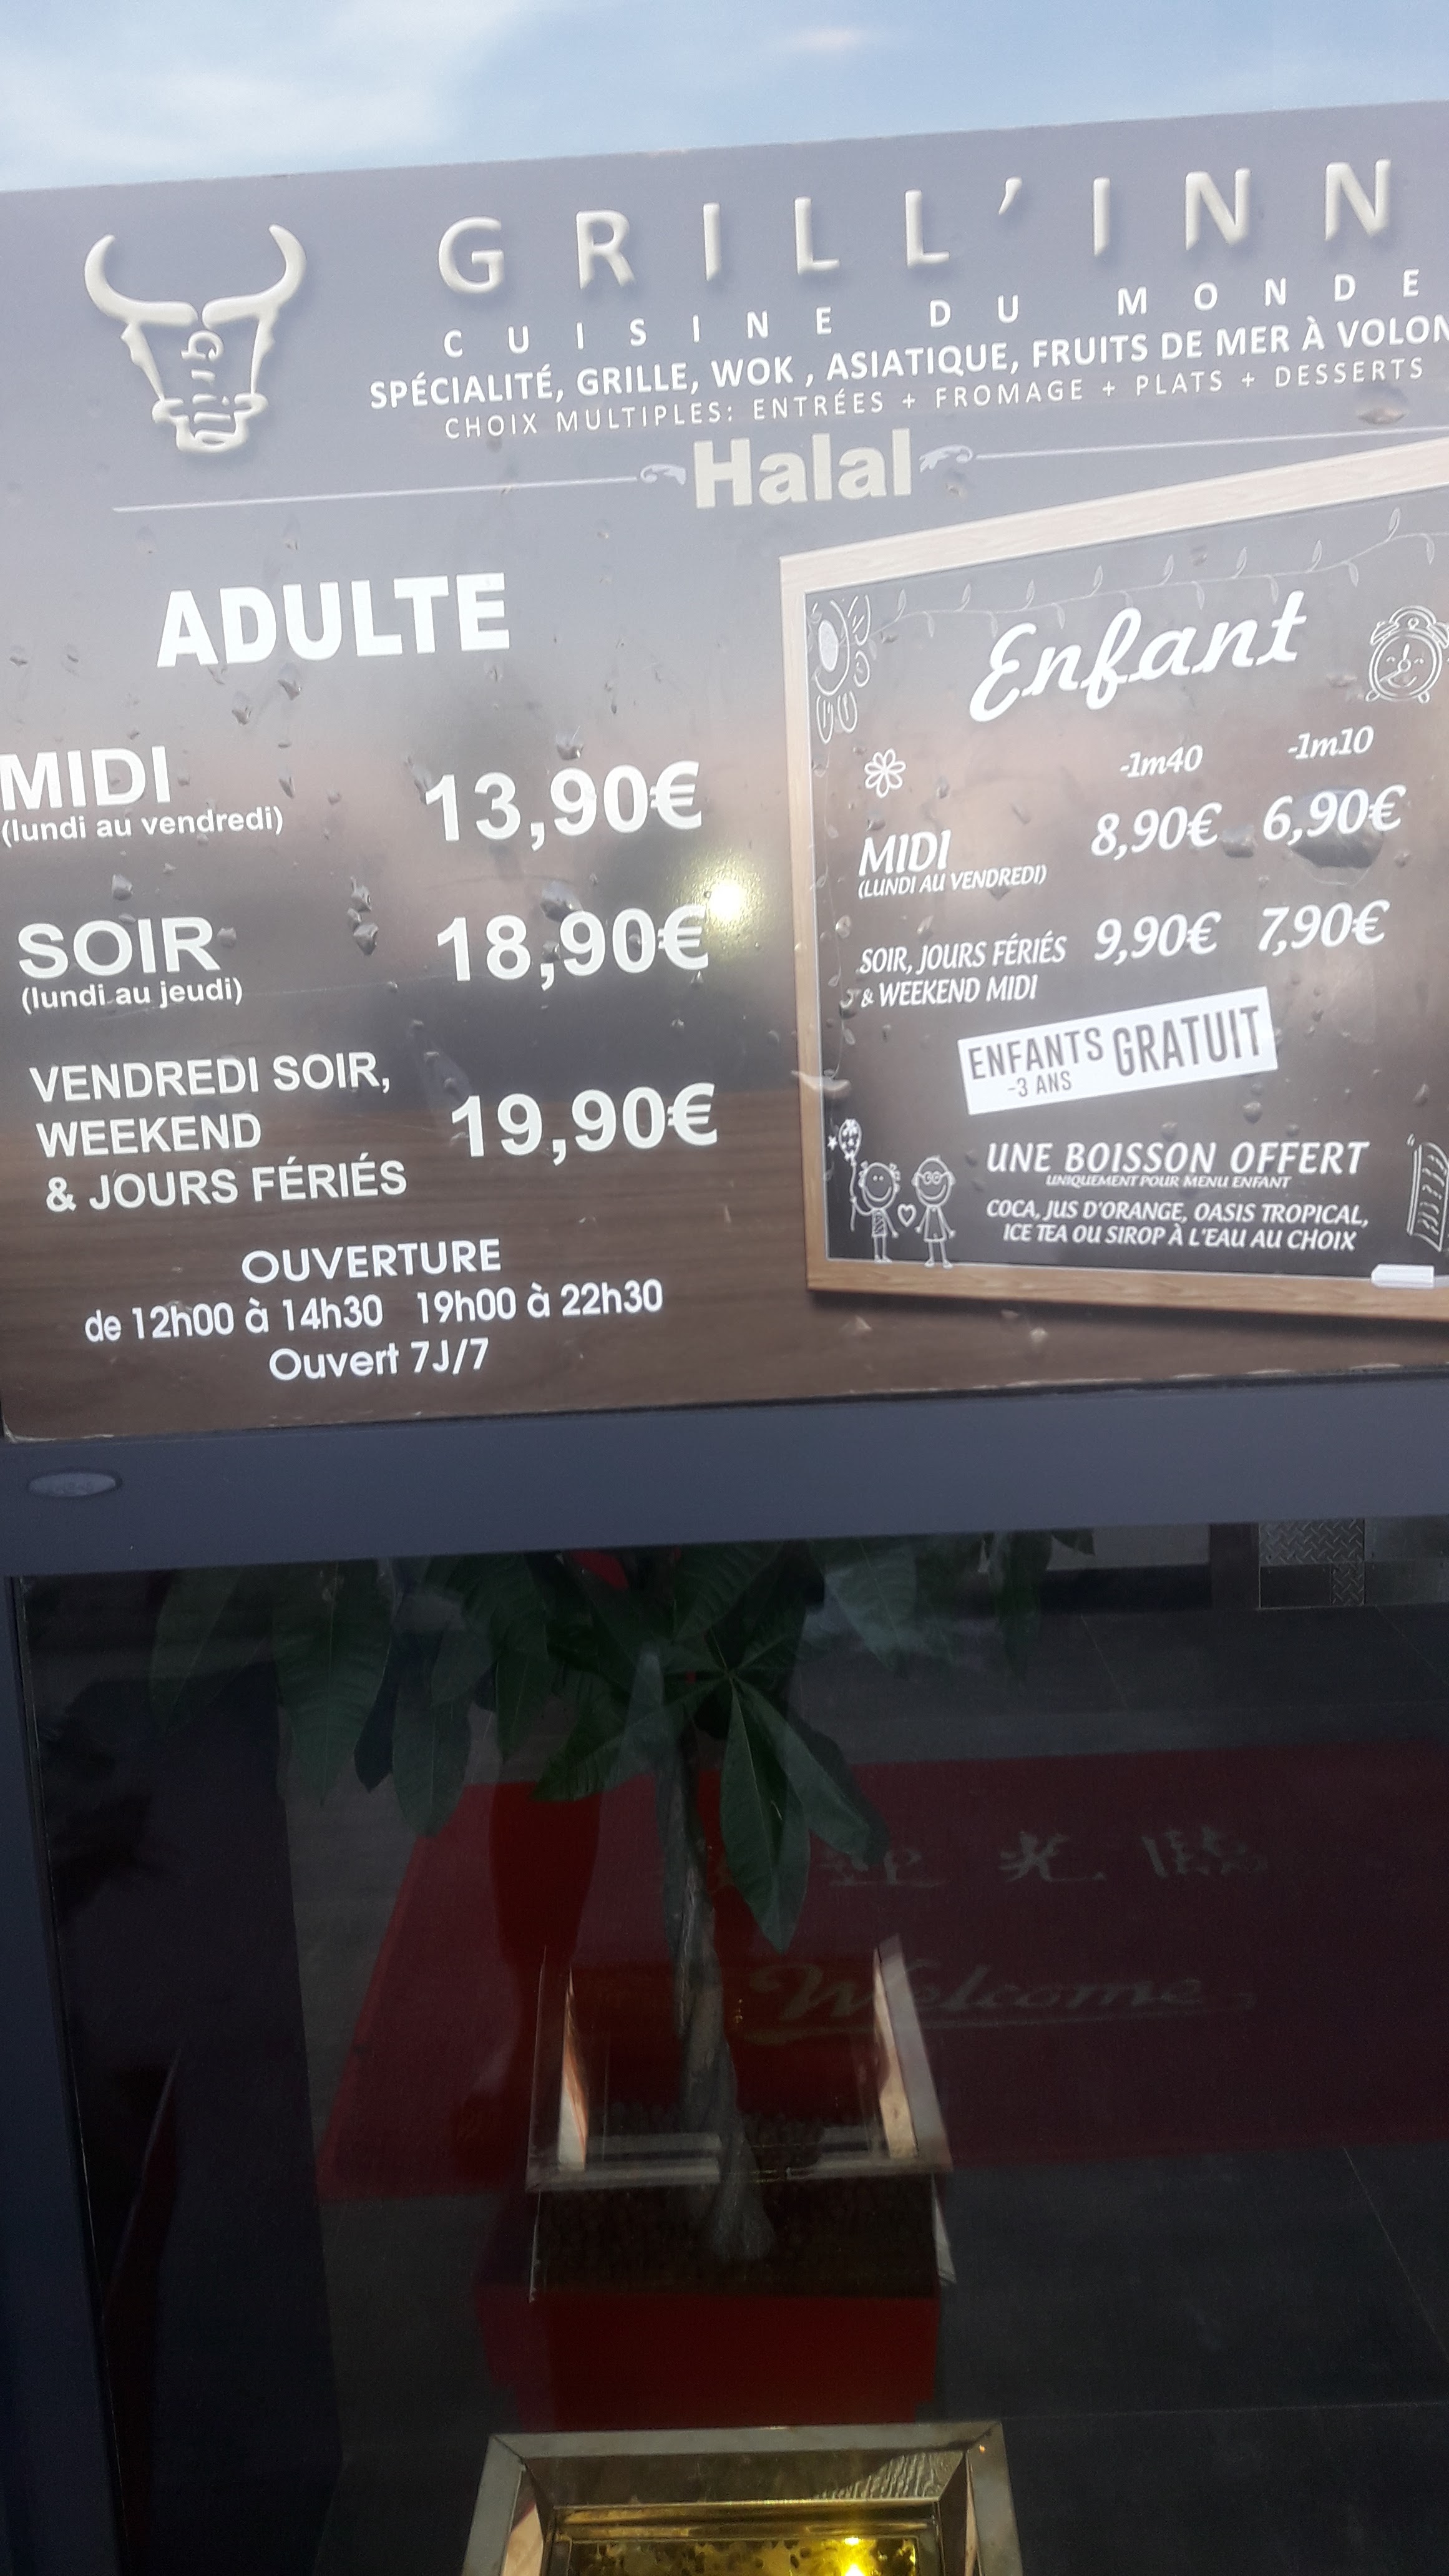 GRILL'INN
CUISINE DU MONDE
SPÉCIALITÉ, GRILLE, WOK , ASIATIQUE, FRUITS DE MER À VOLON
CHOIX MULTIPLES: ENTRÉES + FROMAGE + PLATS + DESSERTS
Grill
Halal
ADULTE
MIDI 13,90€
(lundi au vendredi)
SOIR 18,90€
(lundi au jeudi)
VENDREDI SOIR,
WEEKEND 19,90€
& JOURS FÉRIÉS
OUVERTURE
de 12h00 à 14h30 19h00 à 22h30
Ouvert 7J/7
Enfant
-1m40 -1m10
MIDI 8,90€ 6,90€
(LUNDI AU VENDREDI)
SOIR, JOURS FÉRIÉS 9,90€ 7,90€
& WEEKEND MIDI
ENFANTS GRATUIT
-3 ANS
UNE BOISSON OFFERT
UNIQUEMENT POUR MENU ENFANT
COCA, JUS D'ORANGE, OASIS TROPICAL,
ICE TEA OU SIROP À L'EAU AU CHOIX
迎光臨
Welcome